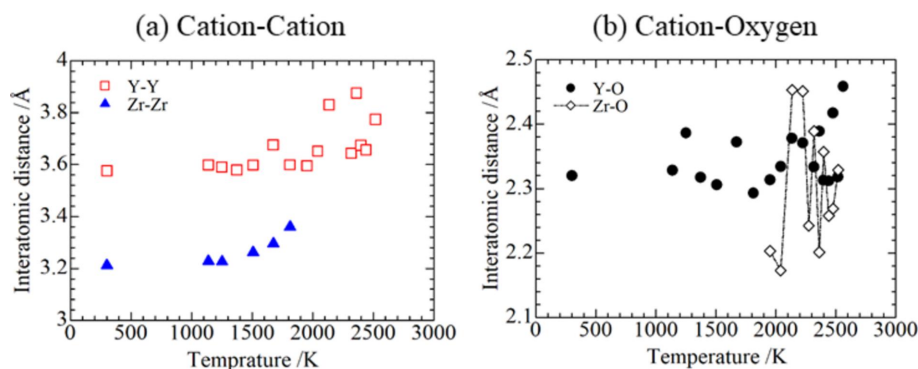 (a) Cation-Cation
(b) Cation-Oxygen
4
3.8
3.6
3.4
3.2
3
Interatomic distance /Å
Y-Y
Zr-Zr
0 500 1000 1500 2000 2500 3000
Temprature /K
2.5
2.4
2.3
2.2
2.1
Interatomic distance /Å
Y-O
Zr-O
0 500 1000 1500 2000 2500 3000
Temperature /K